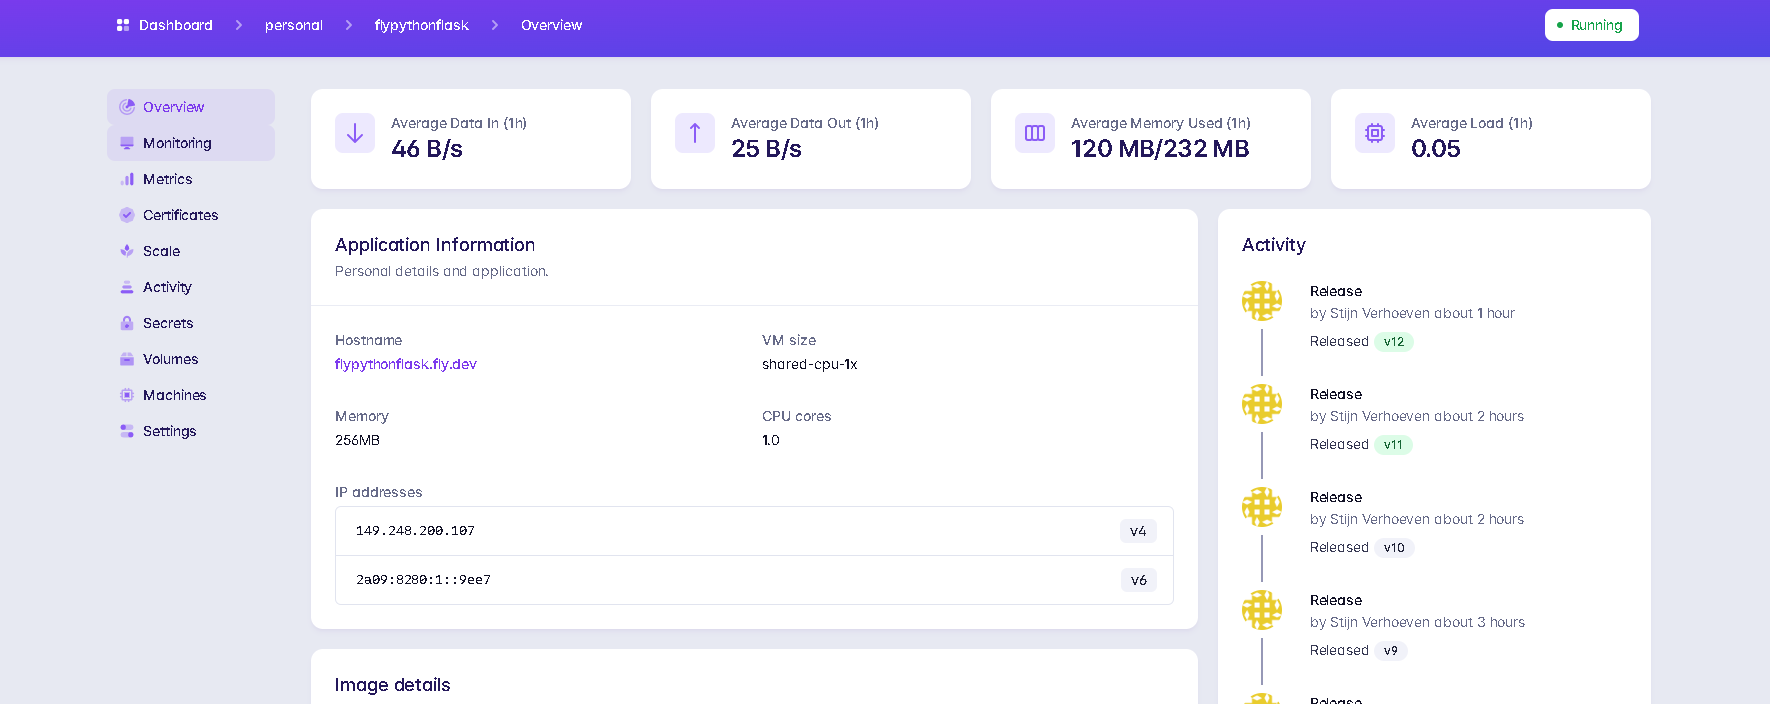 Dashboard > personal > flypythonflask > Overview
Running
Overview
Monitoring
Metrics
Certificates
Scale
Activity
Secrets
Volumes
Machines
Settings
Average Data In (1h)
46 B/s
Average Data Out (1h)
25 B/s
Average Memory Used (1h)
120 MB/232 MB
Average Load (1h)
0.05
Application Information
Personal details and application.
Hostname
flypythonflask.fly.dev
VM size
shared-cpu-1x
Memory
256MB
CPU cores
1.0
IP addresses
149.248.200.107 v4
2a09:8280:1::9ee7 v6
Image details
Activity
Release
by Stijn Verhoeven about 1 hour
Released v12
Release
by Stijn Verhoeven about 2 hours
Released v11
Release
by Stijn Verhoeven about 2 hours
Released v10
Release
by Stijn Verhoeven about 3 hours
Released v9
Release